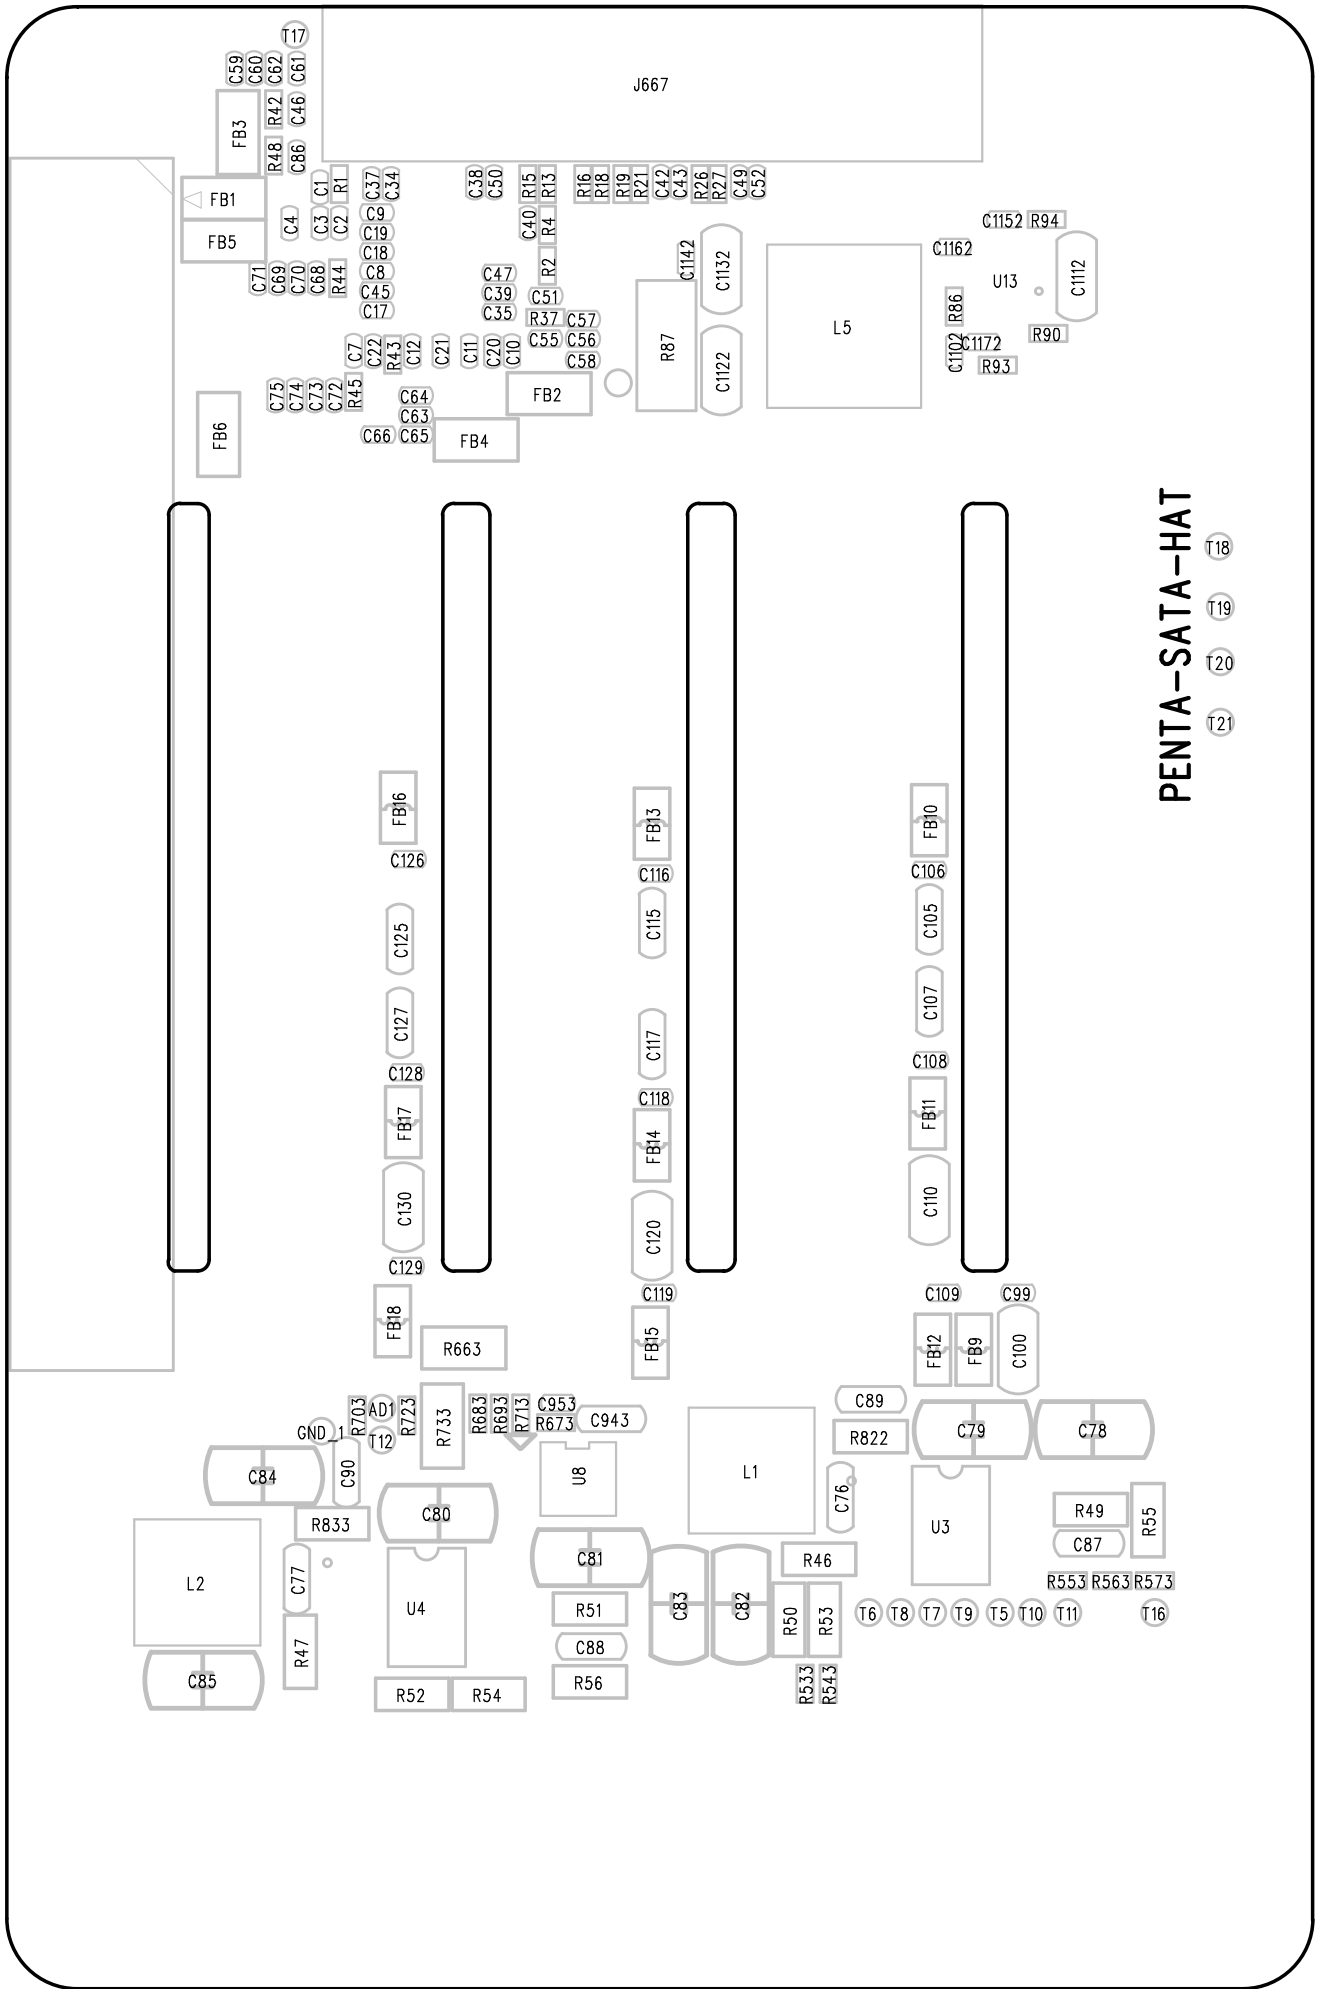 T17
C59
C60
C62
C61
J667
FB3
R42
C46
R48
C86
FB1
C1
R1
C37
C34
C38
C50
R15
R13
R16
R18
R19
R21
C42
C43
R26
R27
C49
C52
FB5
C4
C3
C2
C9
C19
C18
C8
C45
C17
C40
R4
R2
C1142
C1132
C1152
R94
C1162
U13
C1112
C71
C69
C70
C68
R44
C47
C39
C35
C51
R37
C55
C57
C56
C58
R87
L5
R86
R90
C1102
C1172
R93
C7
C22
R43
C12
C21
C11
C20
C10
C1122
C75
C74
C73
C72
R45
C64
C63
C66
C65
FB2
FB4
FB6
PENTA-SATA-HAT
T18
T19
T20
T21
FB16
FB13
FB10
C126
C116
C106
C125
C115
C105
C127
C117
C107
C128
C118
C108
FB17
FB14
FB11
C130
C120
C110
C129
C119
C109
C99
FB18
R663
FB15
FB12
FB9
C100
R703
AD1
R723
R733
R683
R693
R713
C953
R673
C943
C89
R822
C79
C78
GND_1
T12
C84
C90
U8
L1
C76
U3
R49
R55
C87
R833
C80
C81
R46
L2
C77
U4
R51
C83
C82
R50
R53
R553
R563
R573
T6
T8
T7
T9
T5
T10
T11
T16
R47
C88
C85
R52
R54
R56
R533
R543